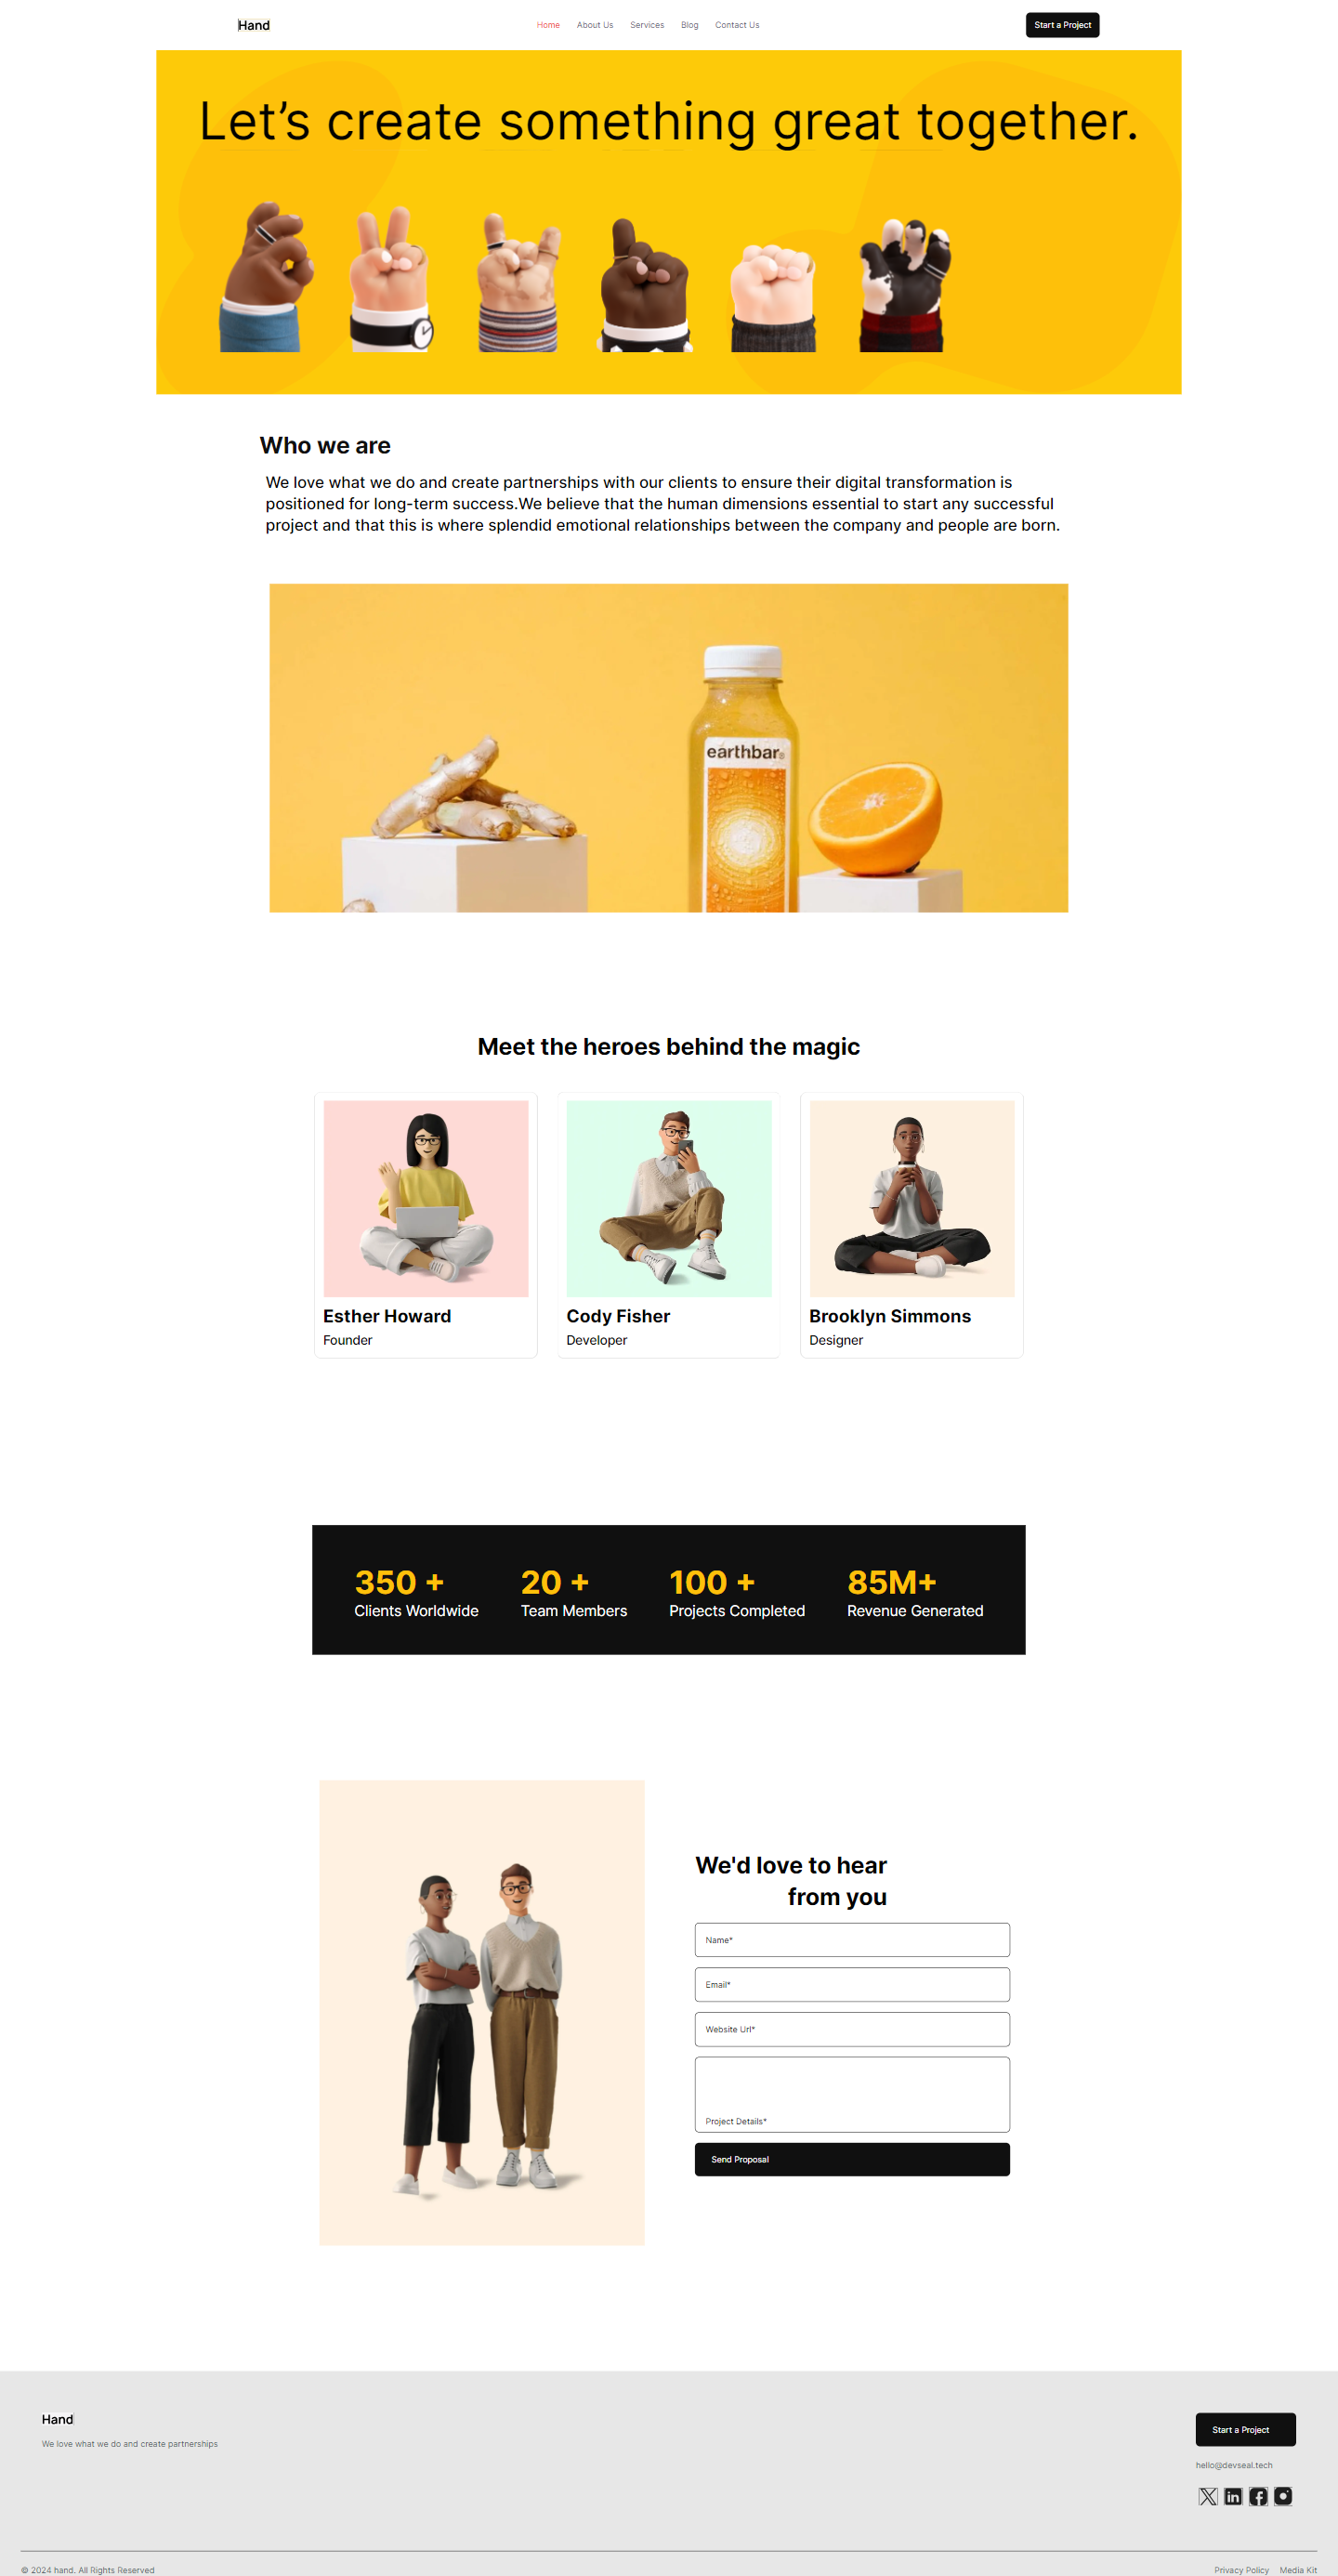 Hand
Home
About Us
Services
Blog
Contact Us
Start a Project
Let’s create something great together.
Who we are
We love what we do and create partnerships with our clients to ensure their digital transformation is
positioned for long-term success.We believe that the human dimensions essential to start any successful
project and that this is where splendid emotional relationships between the company and people are born.
earthbar®
Meet the heroes behind the magic
Esther Howard
Founder
Cody Fisher
Developer
Brooklyn Simmons
Designer
350 +
Clients Worldwide
20 +
Team Members
100 +
Projects Completed
85M+
Revenue Generated
We'd love to hear
from you
Name*
Email*
Website Url*
Project Details*
Send Proposal
Hand
We love what we do and create partnerships
Start a Project
hello@devseal.tech
© 2024 hand. All Rights Reserved
Privacy Policy
Media Kit